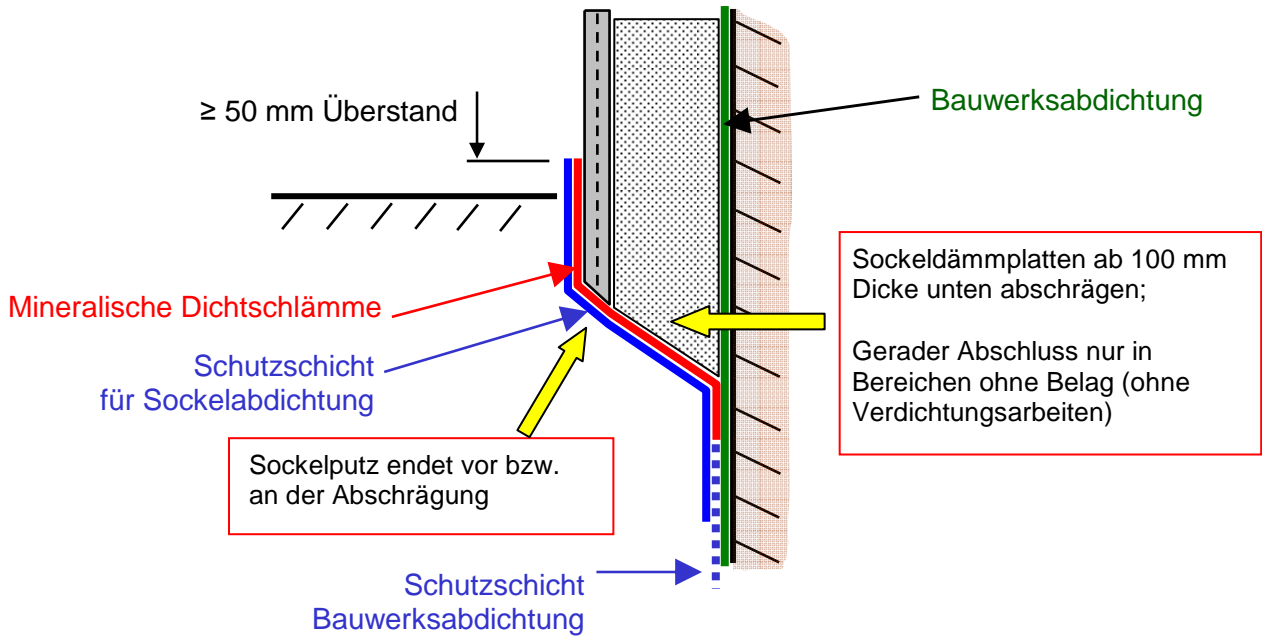 ≥ 50 mm Überstand
Bauwerksabdichtung
Mineralische Dichtschlämme
Schutzschicht
für Sockelabdichtung
Sockeldämmplatten ab 100 mm
Dicke unten abschrägen;
Gerader Abschluss nur in
Bereichen ohne Belag (ohne
Verdichtungsarbeiten)
Sockelputz endet vor bzw.
an der Abschrägung
Schutzschicht
Bauwerksabdichtung